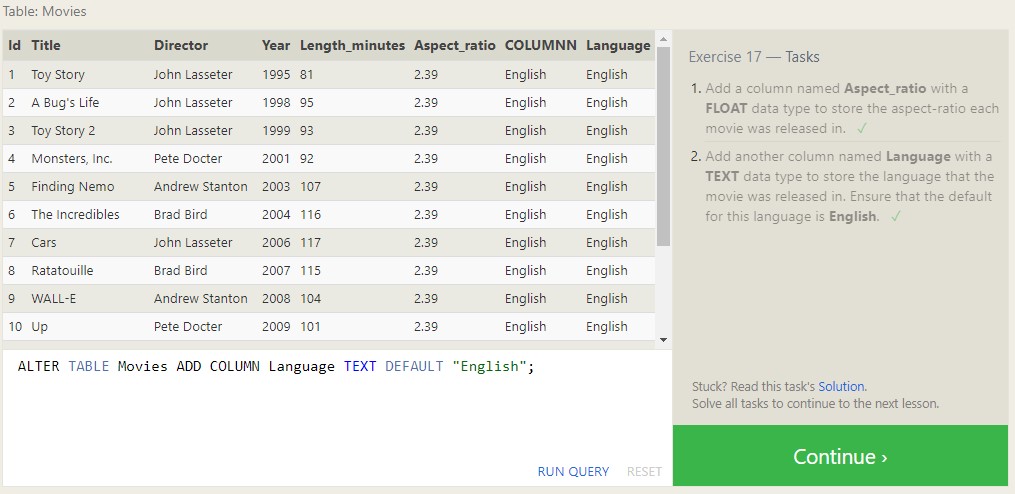 Table: Movies
Id Title Director Year Length_minutes Aspect_ratio COLUMNN Language
1 Toy Story John Lasseter 1995 81 2.39 English English
2 A Bug's Life John Lasseter 1998 95 2.39 English English
3 Toy Story 2 John Lasseter 1999 93 2.39 English English
4 Monsters, Inc. Pete Docter 2001 92 2.39 English English
5 Finding Nemo Andrew Stanton 2003 107 2.39 English English
6 The Incredibles Brad Bird 2004 116 2.39 English English
7 Cars John Lasseter 2006 117 2.39 English English
8 Ratatouille Brad Bird 2007 115 2.39 English English
9 WALL-E Andrew Stanton 2008 104 2.39 English English
10 Up Pete Docter 2009 101 2.39 English English
ALTER TABLE Movies ADD COLUMN Language TEXT DEFAULT "English";
RUN QUERY RESET
Exercise 17 — Tasks
1. Add a column named Aspect_ratio with a
FLOAT data type to store the aspect-ratio each
movie was released in. ✓
2. Add another column named Language with a
TEXT data type to store the language that the
movie was released in. Ensure that the default
for this language is English. ✓
Stuck? Read this task's Solution.
Solve all tasks to continue to the next lesson.
Continue ›